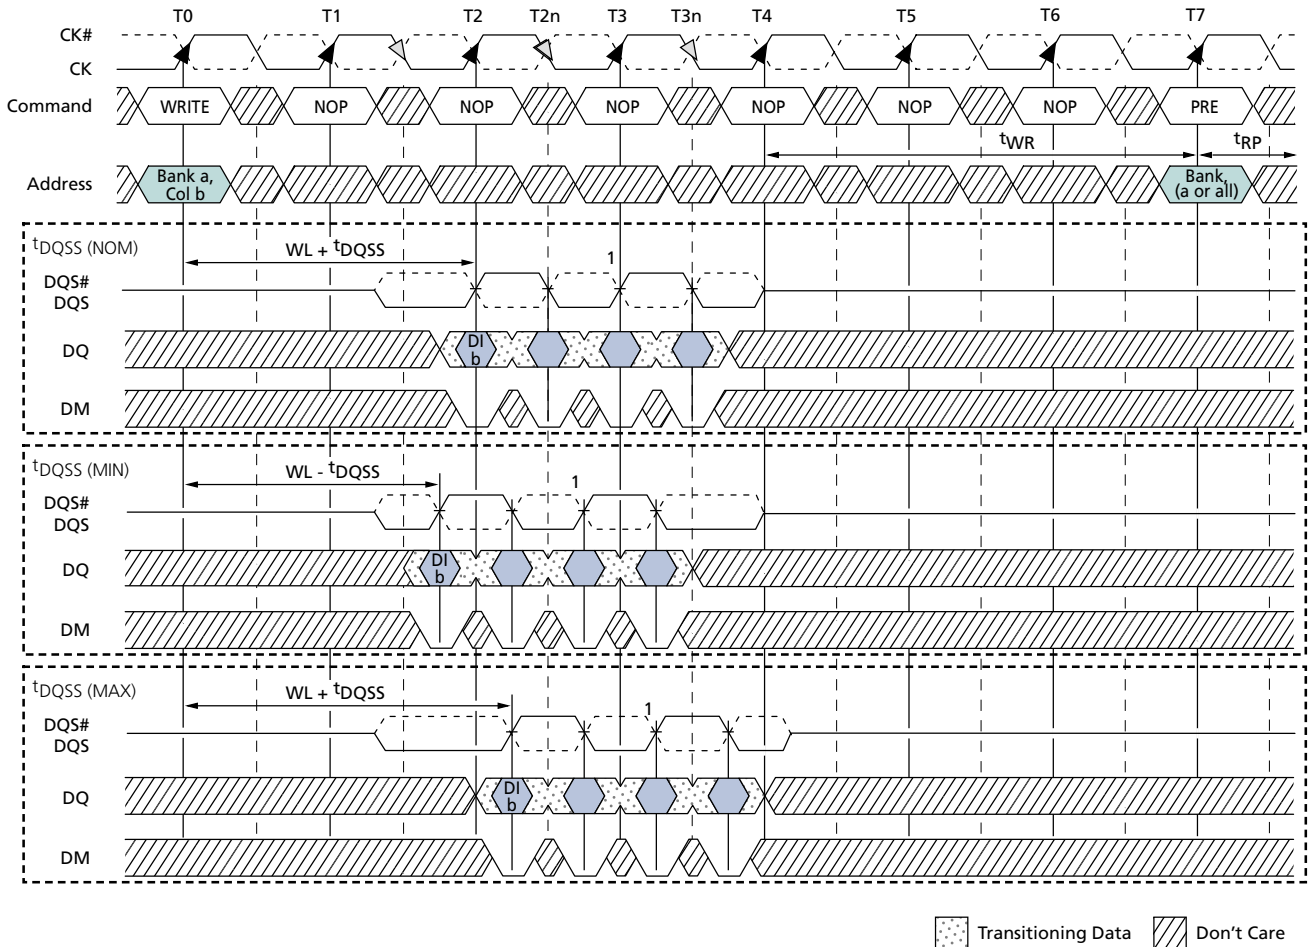 T0 T1 T2 T2n T3 T3n T4 T5 T6 T7
CK#
CK
Command WRITE NOP NOP NOP NOP NOP NOP PRE
tWR tRP
Address Bank a, Col b Bank, (a or all)
tDQSS (NOM)
WL + tDQSS
1
DQS#
DQS
DQ DI b
DM
tDQSS (MIN)
WL - tDQSS
1
DQS#
DQS
DQ DI b
DM
tDQSS (MAX)
WL + tDQSS
1
DQS#
DQS
DQ DI b
DM
Transitioning Data Don't Care